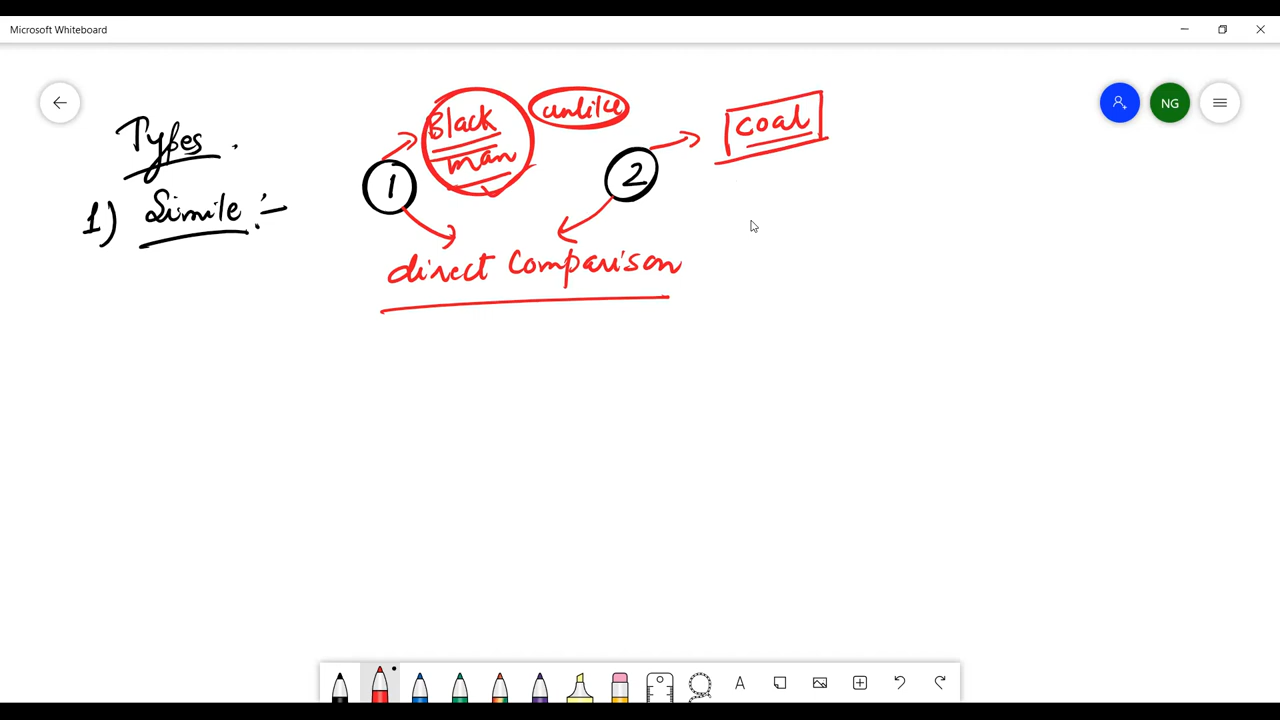 Microsoft Whiteboard
NG
Types .
1) Simile :-
1
Black
man
unlike
2
coal
direct Comparison
A